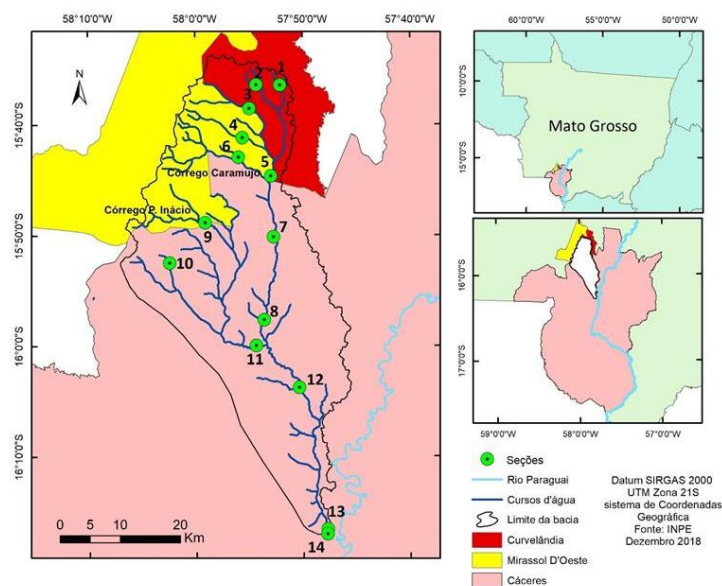 58°10'0"W 58°0'0"W 57°50'0"W 57°40'0"W
N
15°40'0"S
15°50'0"S
16°0'0"S
16°10'0"S
1
2
3
4
6
5
Córrego Caramujo
Córrego P. Inácio
7
9
10
8
11
12
13
14
0 5 10 20
Km
60°0'0"W 55°0'0"W
10°0'0"S
15°0'0"S
Mato Grosso
16°0'0"S
17°0'0"S
59°0'0"W 58°0'0"W 57°0'0"W
Seções
Rio Paraguai
Cursos d'água
Limite da bacia
Curvelândia
Mirassol D'Oeste
Cáceres
Datum SIRGAS 2000
UTM Zona 21S
sistema de Coordenadas
Geográfica
Fonte: INPE
Dezembro 2018